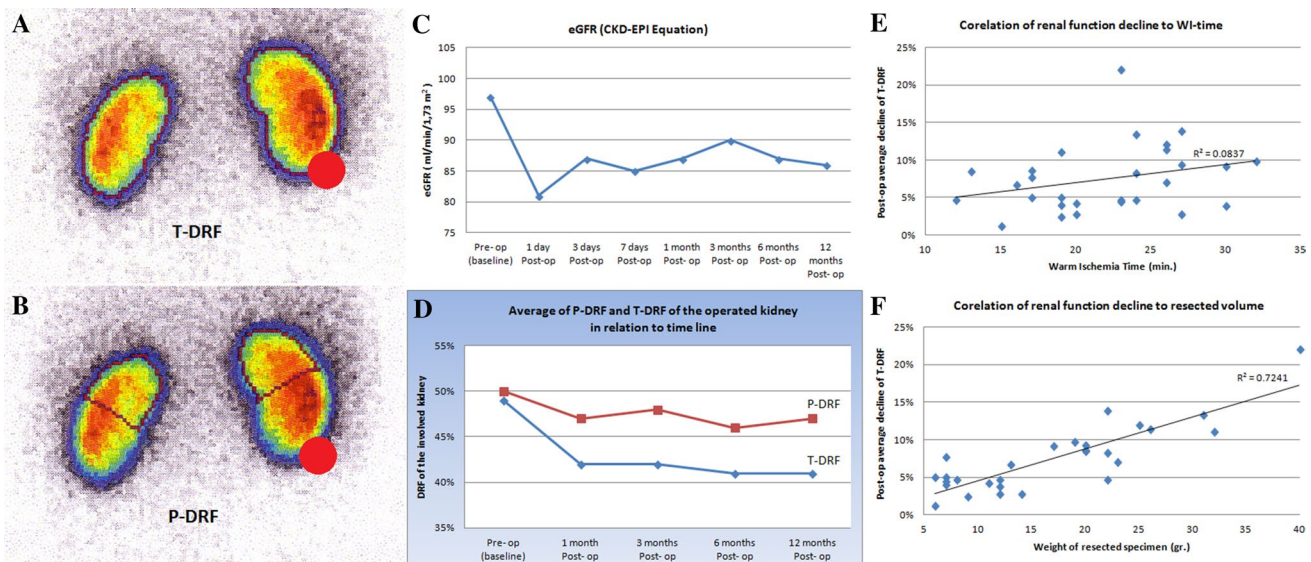 A
T-DRF
B
P-DRF
C
eGFR (CKD-EPI Equation)
eGFR ( ml/min/1,73 m²)
105
100
95
90
85
80
75
Pre- op (baseline)
1 day Post-op
3 days Post-op
7 days Post-op
1 month Post- op
3 months Post- op
6 months Post- op
12 months Post- op
D
Average of P-DRF and T-DRF of the operated kidney
in relation to time line
DRF of the involved kidney
55%
50%
45%
40%
35%
P-DRF
T-DRF
Pre- op (baseline)
1 month Post- op
3 months Post- op
6 months Post- op
12 months Post- op
E
Corelation of renal function decline to WI-time
Post-op average decline of T-DRF
25%
20%
15%
10%
5%
0%
R² = 0.0837
10 15 20 25 30 35
Warm Ischemia Time (min.)
F
Corelation of renal function decline to resected volume
Post-op average decline of T-DRF
25%
20%
15%
10%
5%
0%
R² = 0.7241
5 10 15 20 25 30 35 40
Weight of resected specimen (gr.)